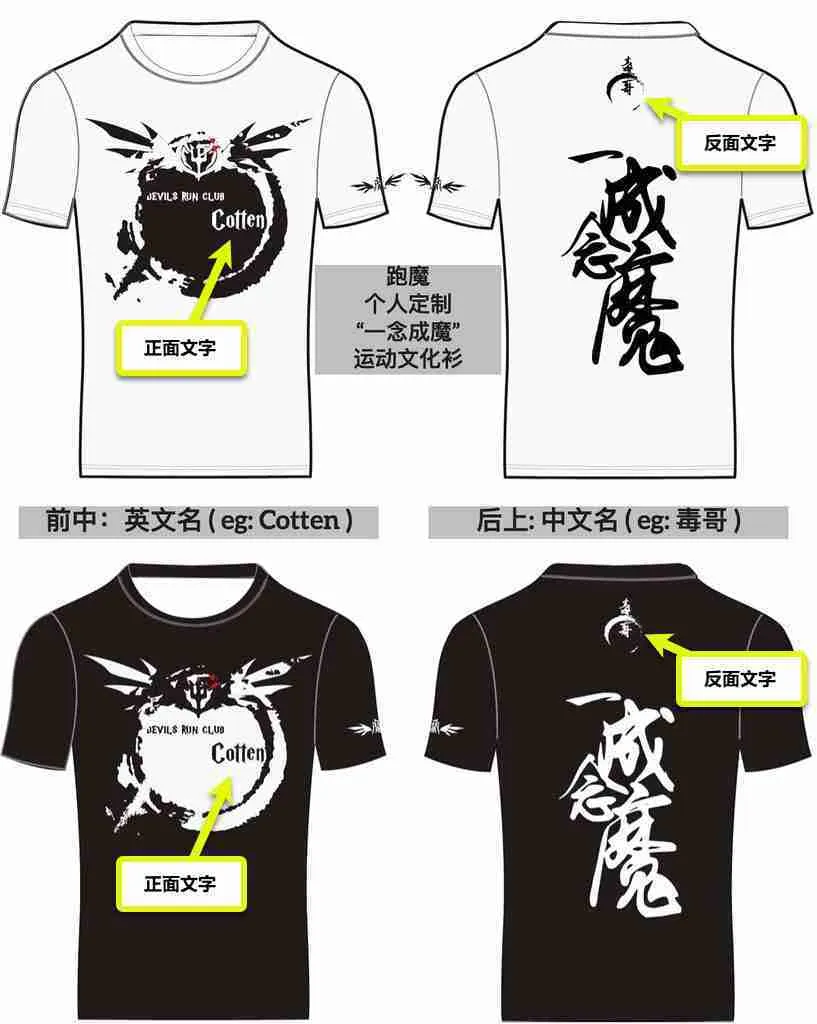 DEVILS RUN CLUB
Cotten
正面文字
毒哥
反面文字
一念成魔
跑魔
个人定制
“一念成魔”
运动文化衫
前中：英文名 ( eg: Cotten )
后上: 中文名 ( eg: 毒哥 )
DEVILS RUN CLUB
Cotten
正面文字
毒哥
反面文字
一念成魔